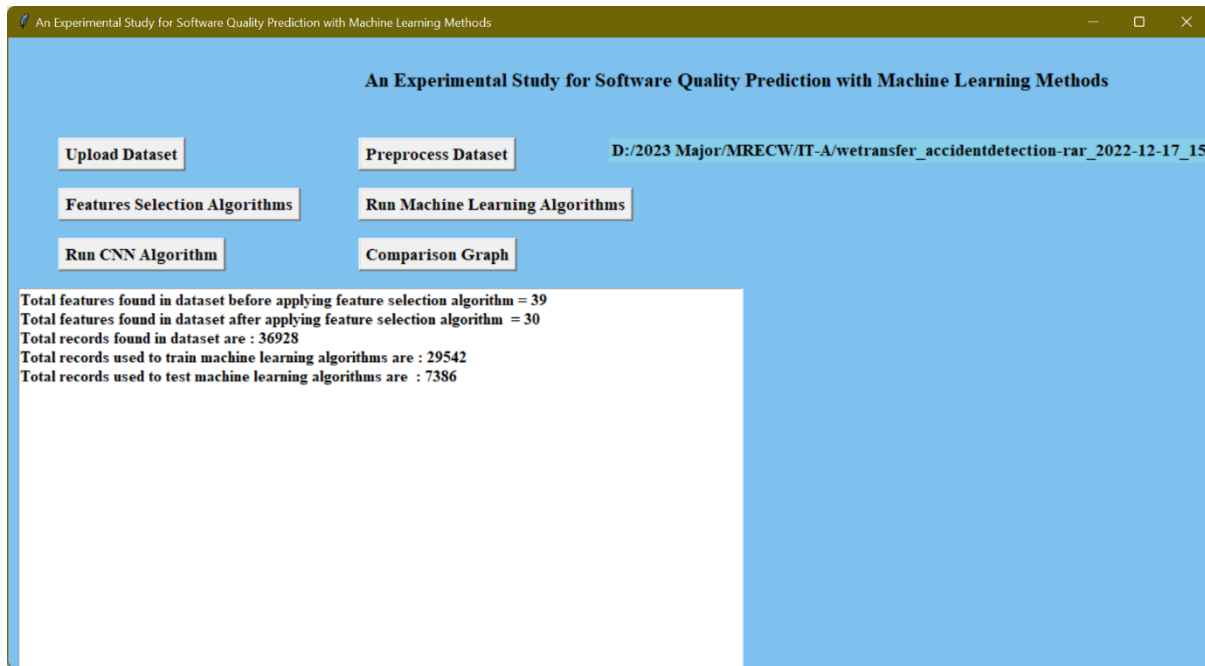 An Experimental Study for Software Quality Prediction with Machine Learning Methods
An Experimental Study for Software Quality Prediction with Machine Learning Methods
Upload Dataset
Preprocess Dataset
D:/2023 Major/MRECW/IT-A/wetransfer_accidentdetection-rar_2022-12-17_15
Features Selection Algorithms
Run Machine Learning Algorithms
Run CNN Algorithm
Comparison Graph
Total features found in dataset before applying feature selection algorithm = 39
Total features found in dataset after applying feature selection algorithm  = 30
Total records found in dataset are : 36928
Total records used to train machine learning algorithms are : 29542
Total records used to test machine learning algorithms are  : 7386